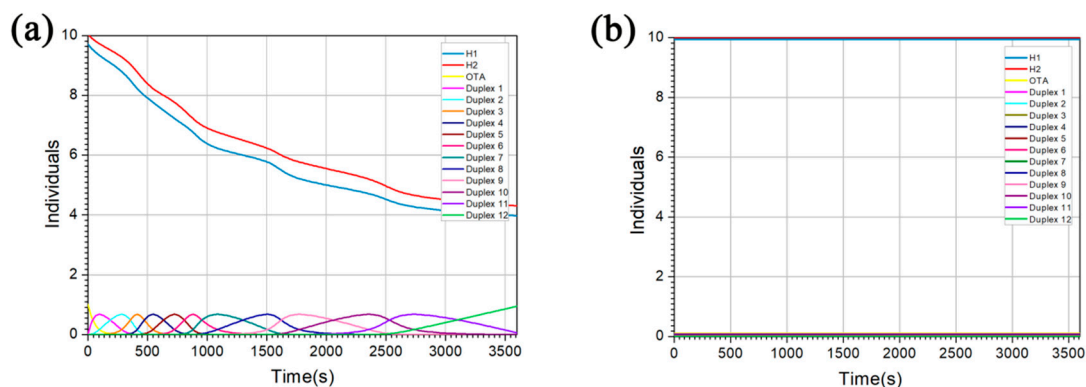 (a)
10
8
6
4
2
0
Individuals
0 500 1000 1500 2000 2500 3000 3500
Time(s)
H1
H2
OTA
Duplex 1
Duplex 2
Duplex 3
Duplex 4
Duplex 5
Duplex 6
Duplex 7
Duplex 8
Duplex 9
Duplex 10
Duplex 11
Duplex 12
(b)
10
8
6
4
2
0
Individuals
0 500 1000 1500 2000 2500 3000 3500
Time(s)
H1
H2
OTA
Duplex 1
Duplex 2
Duplex 3
Duplex 4
Duplex 5
Duplex 6
Duplex 7
Duplex 8
Duplex 9
Duplex 10
Duplex 11
Duplex 12